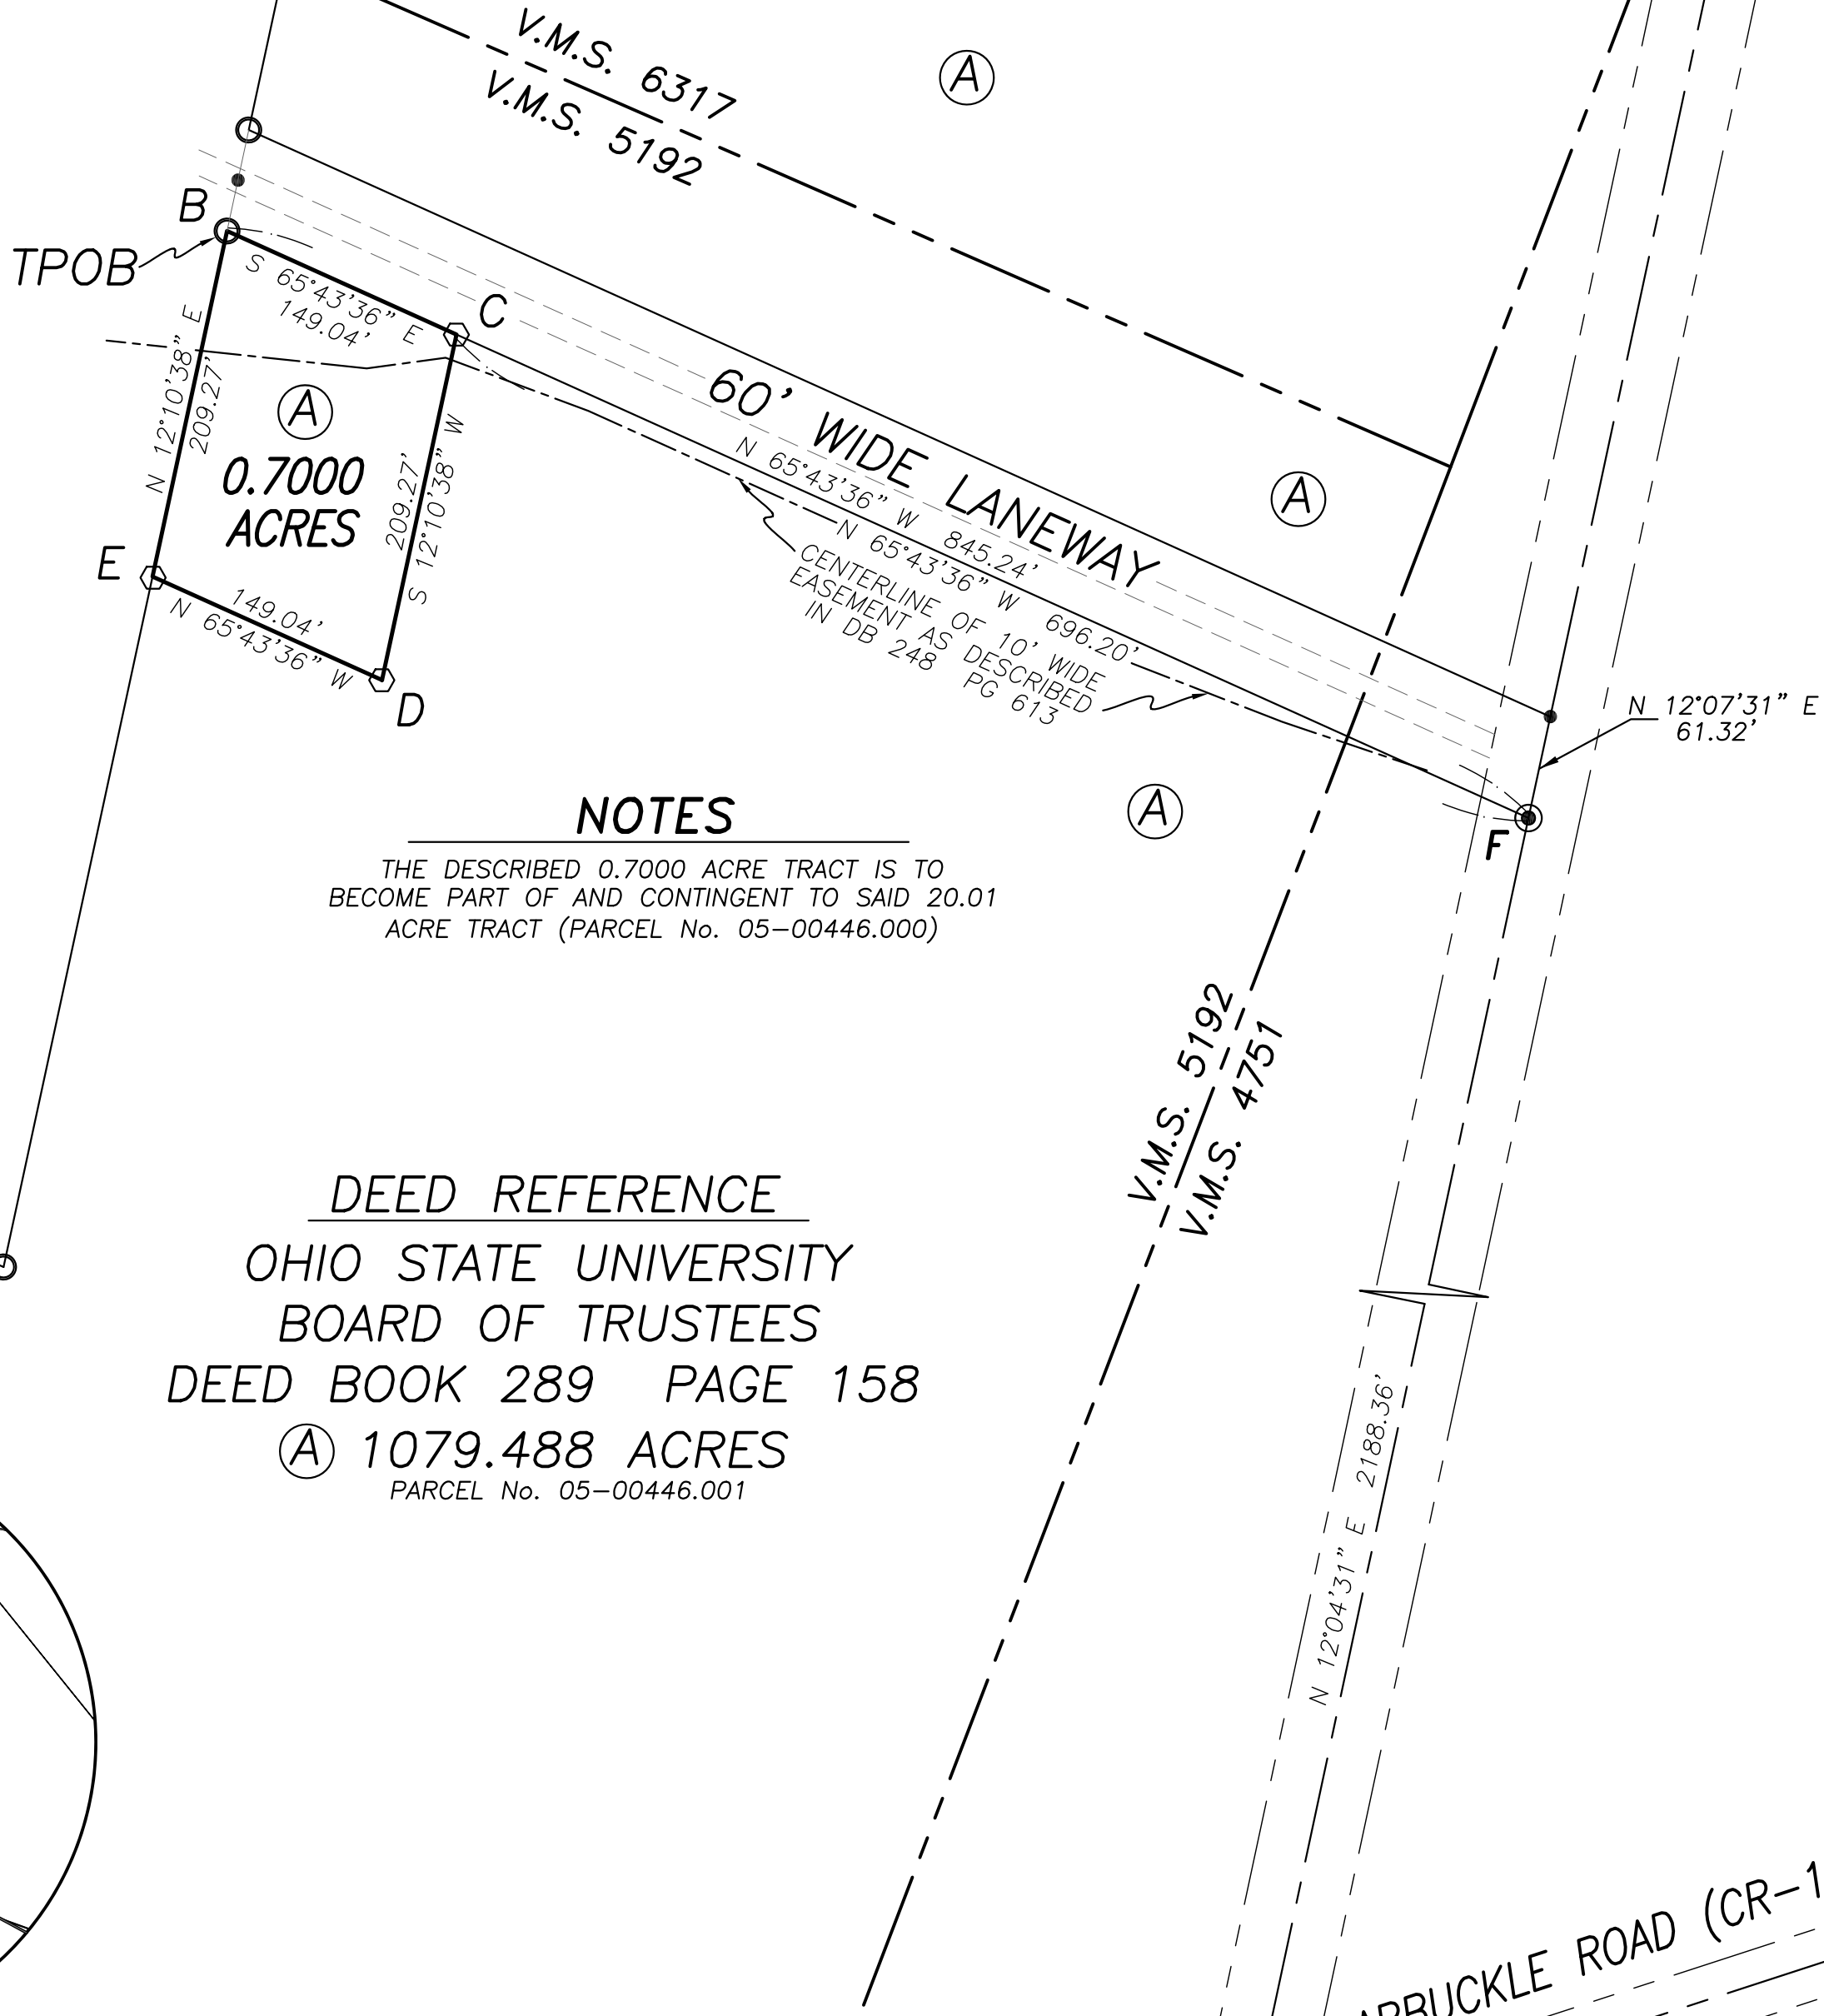 V.M.S. 6317
V.M.S. 5192
A
B
TPOB
S 65°43'36" E
149.04'
C
N 12°10'38" E
209.27'
A
0.7000
ACRES
209.27'
S 12°10'38" W
E
149.04'
N 65°43'36" W
D
60' WIDE LANEWAY
N 65°43'36" W 845.24'
N 65°43'36" W 696.20'
CENTERLINE OF 10' WIDE
EASEMENT AS DESCRIBED
IN DB 248 PG 613
A
N 12°07'31" E
61.32'
A
F
NOTES
THE DESCRIBED 0.7000 ACRE TRACT IS TO
BECOME PART OF AND CONTINGENT TO SAID 20.01
ACRE TRACT (PARCEL No. 05-00446.000)
V.M.S. 5192
V.M.S. 4751
DEED REFERENCE
OHIO STATE UNIVERSITY
BOARD OF TRUSTEES
DEED BOOK 289 PAGE 158
A 1079.488 ACRES
PARCEL No. 05-00446.001
N 12°04'31" E 2188.36'
ROAD (CR-1